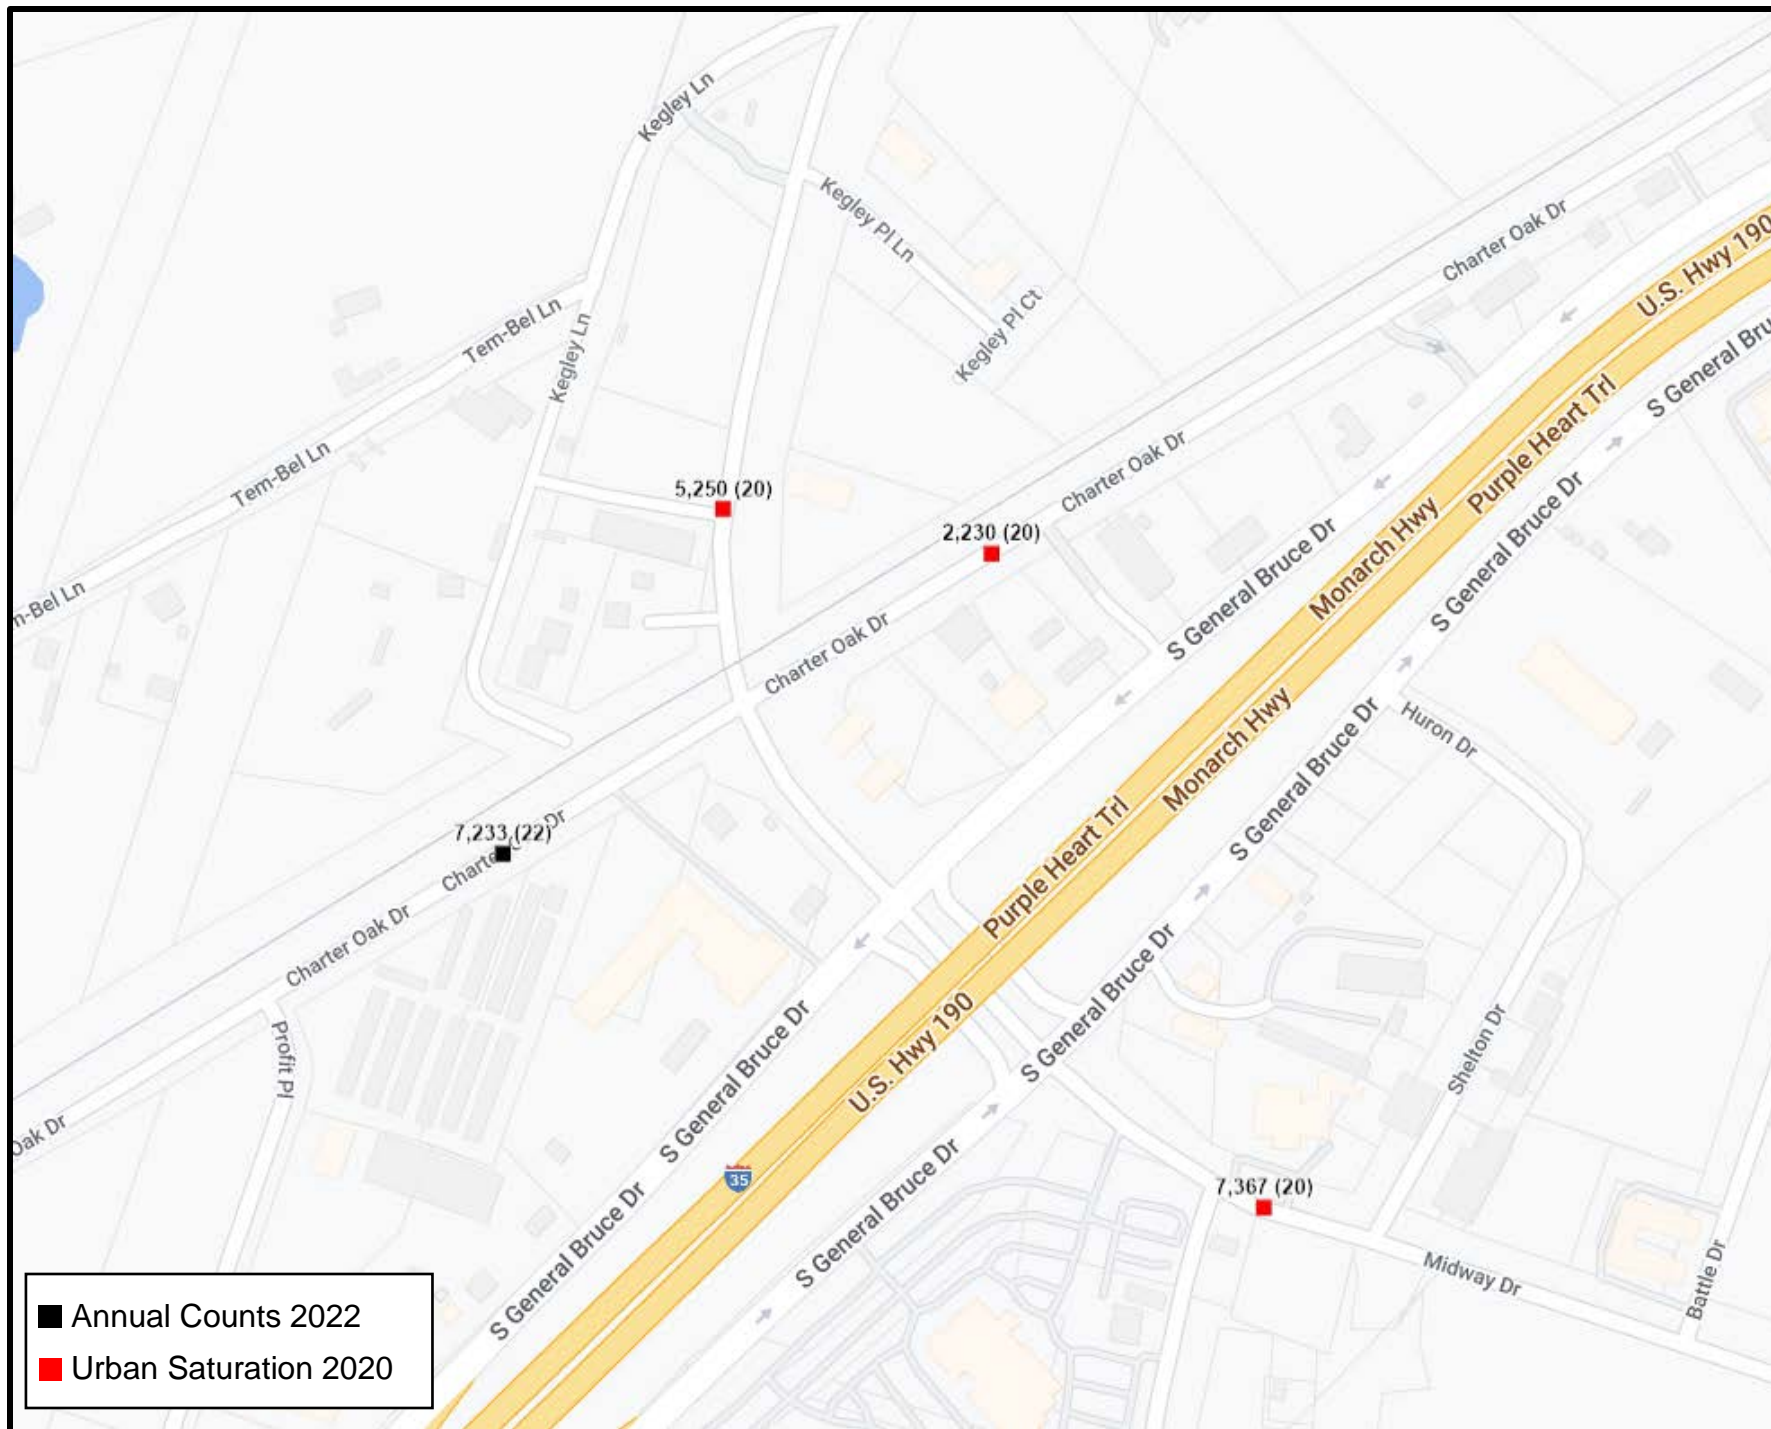 Kegley Ln
Kegley Pl Ln
Charter Oak Dr
U.S. Hwy 190
Kegley Pl Ct
Tem-Bel Ln
Kegley Ln
S General Bru
Purple Heart Trl
Charter Oak Dr
Tem-Bel Ln
5,250 (20)
2,230 (20)
Monarch Hwy
S General Bruce Dr
S General Bruce Dr
m-Bel Ln
Charter Oak Dr
Monarch Hwy
Huron Dr
S General Bruce Dr
7,233 (22)
Charter Oak Dr
Purple Heart Trl
Charter Oak Dr
S General Bruce Dr
Profit Pl
U.S. Hwy 190
S General Bruce Dr
Shelton Dr
Oak Dr
35
S General Bruce Dr
7,367 (20)
S General Bruce Dr
Midway Dr
Battle Dr
Annual Counts 2022
Urban Saturation 2020